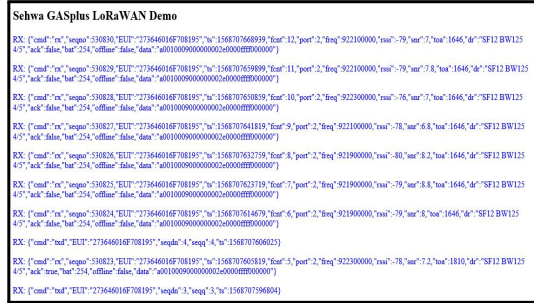 Sehwa GASplus LoRaWAN Demo
RX: {"cmd":"rx","seqno":530830,"EUI":"273646016F708195","ts":1568707668939,"fcnt":12,"port":2,"freq":922100000,"rssi":-79,"snr":7,"toa":1646,"dr":"SF12 BW125
4/5","ack":false,"bat":254,"offline":false,"data":"a0010009000000002e0000ffff000000"}
RX: {"cmd":"rx","seqno":530829,"EUI":"273646016F708195","ts":1568707659899,"fcnt":11,"port":2,"freq":922100000,"rssi":-79,"snr":7.8,"toa":1646,"dr":"SF12 BW125
4/5","ack":false,"bat":254,"offline":false,"data":"a0010009000000002e0000ffff000000"}
RX: {"cmd":"rx","seqno":530828,"EUI":"273646016F708195","ts":1568707650859,"fcnt":10,"port":2,"freq":922300000,"rssi":-76,"snr":7,"toa":1646,"dr":"SF12 BW125
4/5","ack":false,"bat":254,"offline":false,"data":"a0010009000000002e0000ffff000000"}
RX: {"cmd":"rx","seqno":530827,"EUI":"273646016F708195","ts":1568707641819,"fcnt":9,"port":2,"freq":922100000,"rssi":-78,"snr":6.8,"toa":1646,"dr":"SF12 BW125
4/5","ack":false,"bat":254,"offline":false,"data":"a0010009000000002e0000ffff000000"}
RX: {"cmd":"rx","seqno":530826,"EUI":"273646016F708195","ts":1568707632759,"fcnt":8,"port":2,"freq":921900000,"rssi":-80,"snr":8.2,"toa":1646,"dr":"SF12 BW125
4/5","ack":false,"bat":254,"offline":false,"data":"a0010009000000002e0000ffff000000"}
RX: {"cmd":"rx","seqno":530825,"EUI":"273646016F708195","ts":1568707623719,"fcnt":7,"port":2,"freq":921900000,"rssi":-79,"snr":8.8,"toa":1646,"dr":"SF12 BW125
4/5","ack":false,"bat":254,"offline":false,"data":"a0010009000000002e0000ffff000000"}
RX: {"cmd":"rx","seqno":530824,"EUI":"273646016F708195","ts":1568707614679,"fcnt":6,"port":2,"freq":921900000,"rssi":-79,"snr":8,"toa":1646,"dr":"SF12 BW125
4/5","ack":false,"bat":254,"offline":false,"data":"a0010009000000002e0000ffff000000"}
RX: {"cmd":"txd","EUI":"273646016F708195","seqdn":4,"seqq":4,"ts":1568707606025}
RX: {"cmd":"rx","seqno":530823,"EUI":"273646016F708195","ts":1568707605819,"fcnt":5,"port":2,"freq":922300000,"rssi":-78,"snr":7.2,"toa":1810,"dr":"SF12 BW125
4/5","ack":true,"bat":254,"offline":false,"data":"a0010009000000002e0000ffff000000"}
RX: {"cmd":"txd","EUI":"273646016F708195","seqdn":3,"seqq":3,"ts":1568707596804}